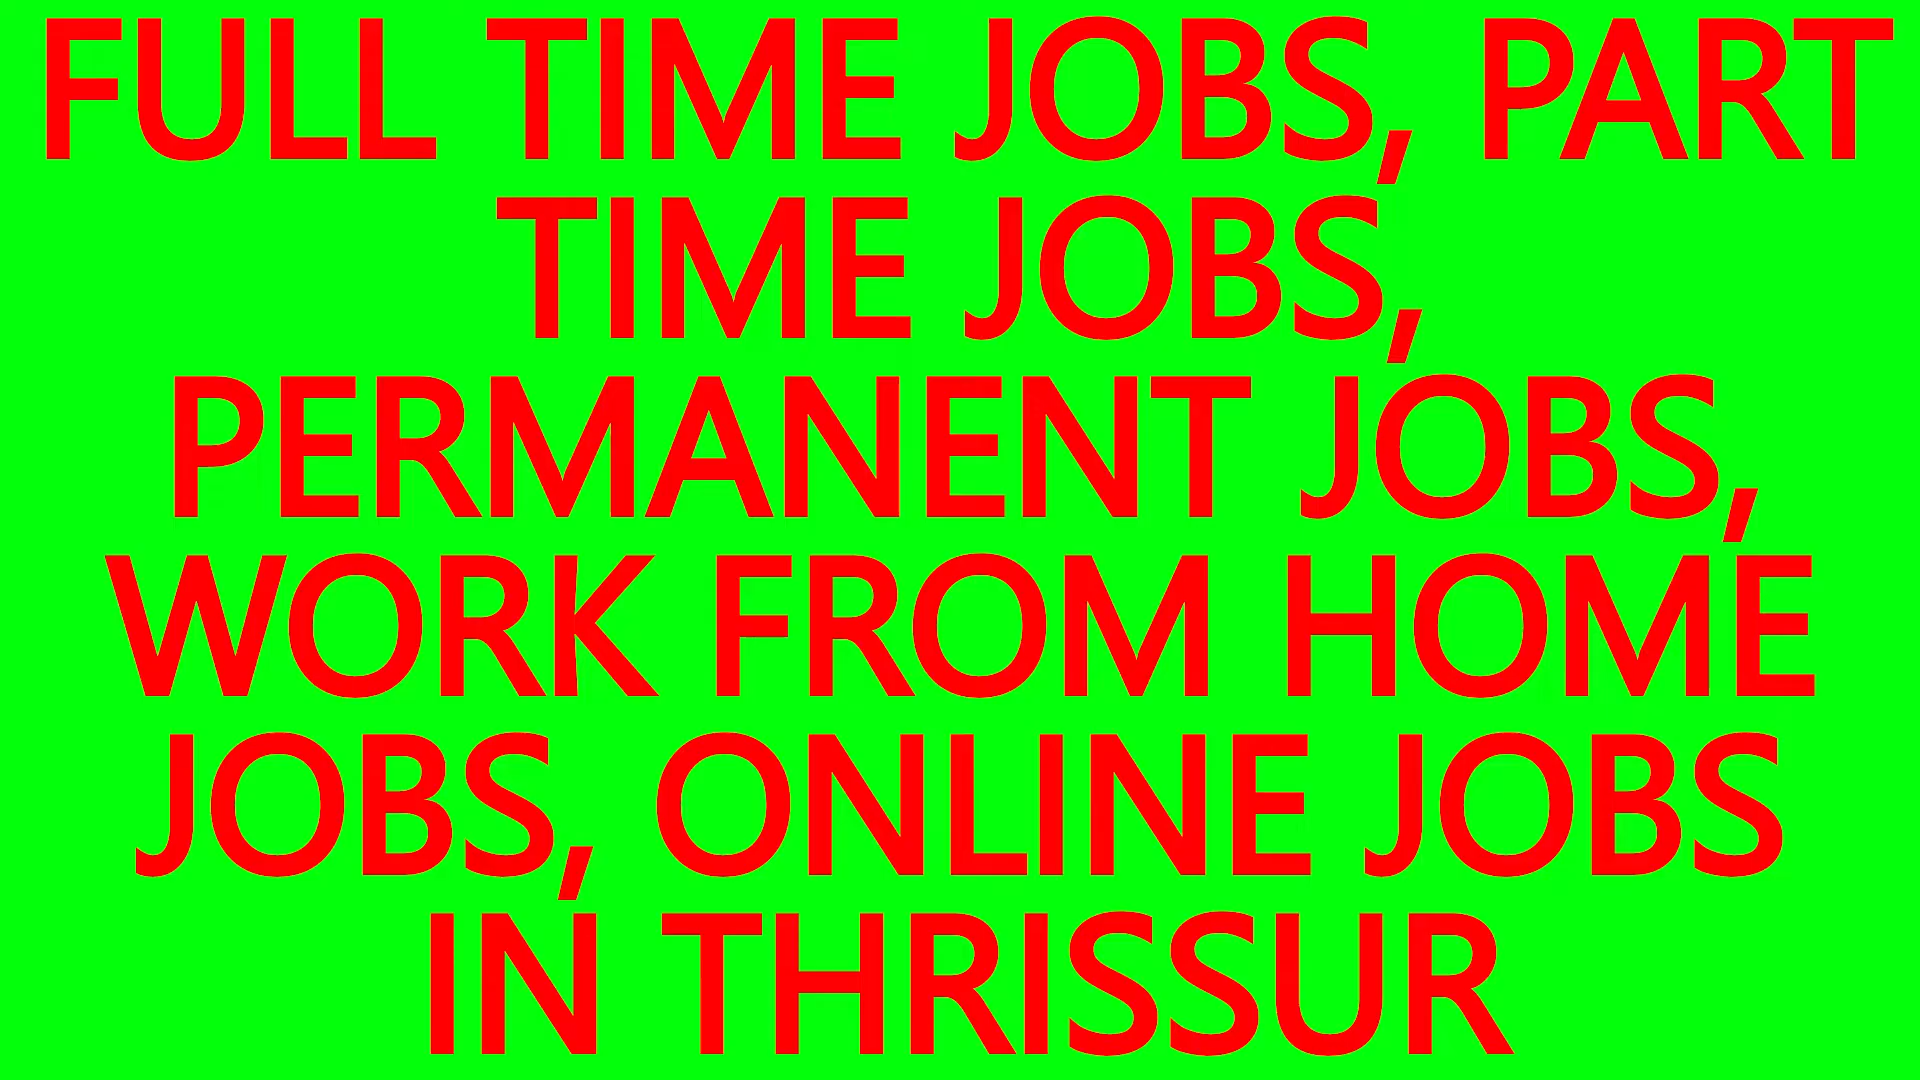 FULL TIME JOBS, PART
TIME JOBS,
PERMANENT JOBS,
WORK FROM HOME
JOBS, ONLINE JOBS
IN THRISSUR